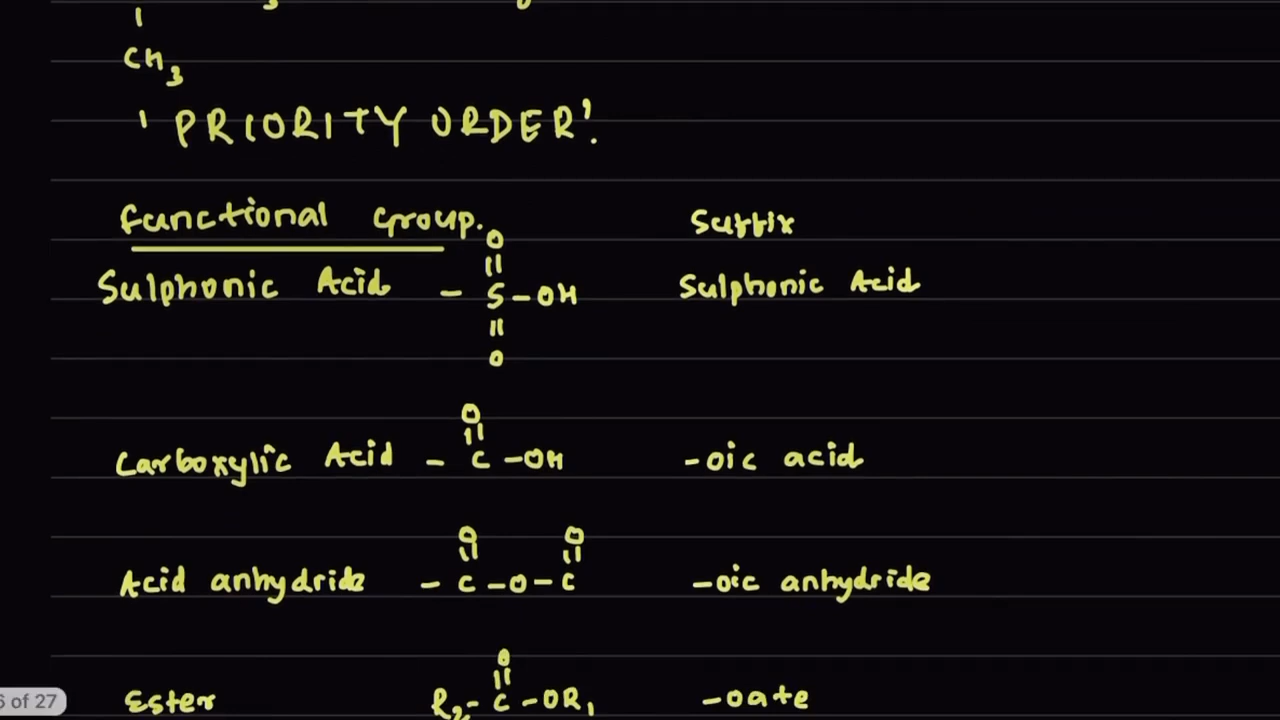 CH3
'PRIORITY ORDER'.
Functional Group. Suffix
O
||
Sulphonic Acid - S-OH Sulphonic Acid
||
O
O
||
Carboxylic Acid - C-OH -oic acid
O O
|| ||
Acid anhydride - C-O-C -oic anhydride
O
||
Ester R2-C-OR1 -oate
6 of 27